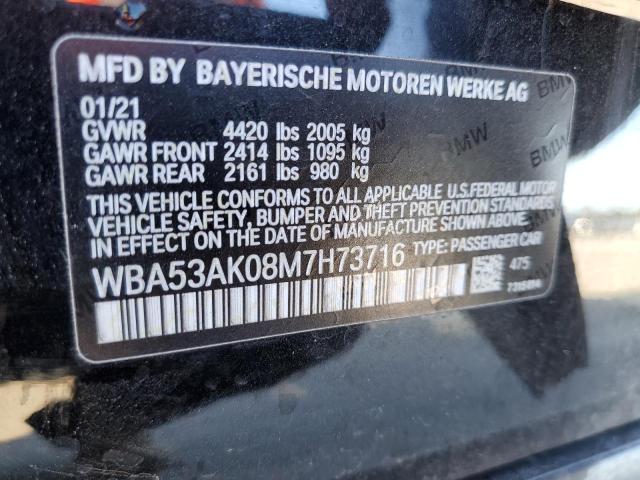 MFD BY BAYERISCHE MOTOREN WERKE AG
01/21
GVWR 4420 lbs 2005 kg
GAWR FRONT 2414 lbs 1095 kg
GAWR REAR 2161 lbs 980 kg
THIS VEHICLE CONFORMS TO ALL APPLICABLE U.S.FEDERAL MOTOR
VEHICLE SAFETY, BUMPER AND THEFT PREVENTION STANDARDS
IN EFFECT ON THE DATE OF MANUFACTURE SHOWN ABOVE.
WBA53AK08M7H73716 TYPE: PASSENGER CAR
475